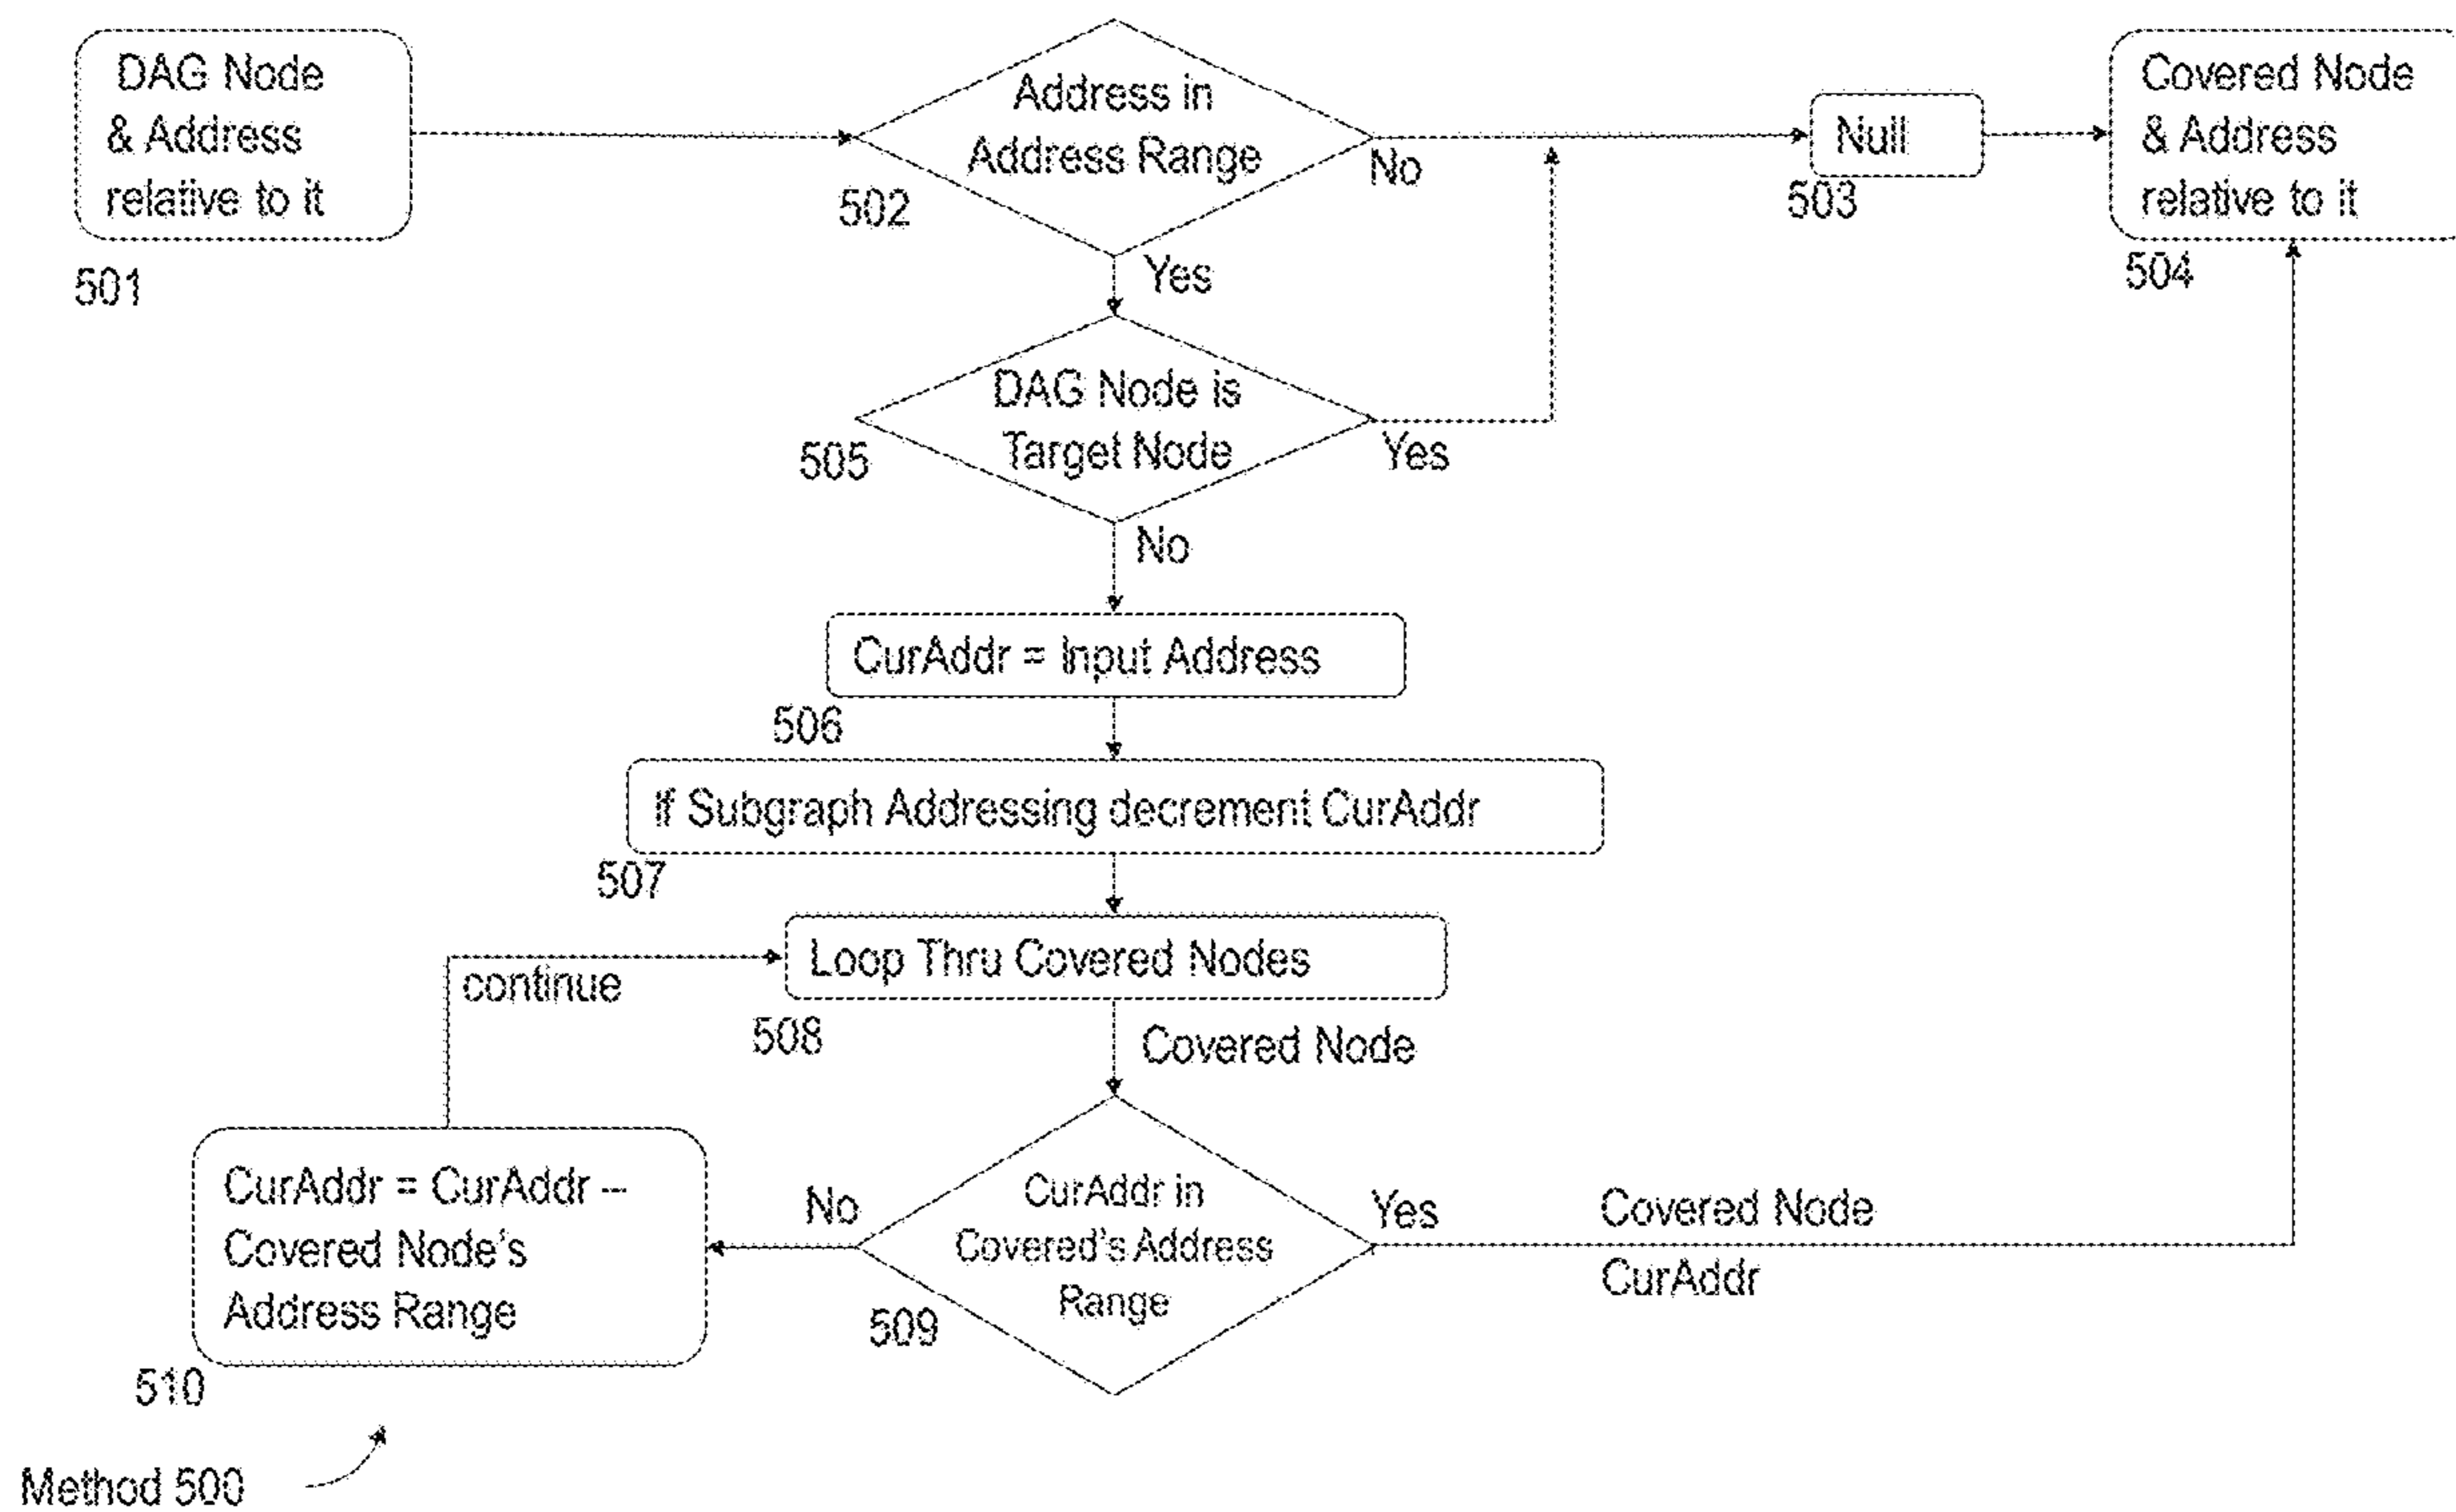 DAG Node
& Address
relative to it
501
Address in
Address Range
502
No
Yes
Null
503
Covered Node
& Address
relative to it
504
DAG Node is
Target Node
505
Yes
No
CurAddr = Input Address
506
If Subgraph Addressing decrement CurAddr
507
Loop Thru Covered Nodes
508
continue
Covered Node
CurAddr = CurAddr –
Covered Node's
Address Range
510
No
CurAddr in
Covered's Address
Range
509
Yes
Covered Node
CurAddr
Method 500